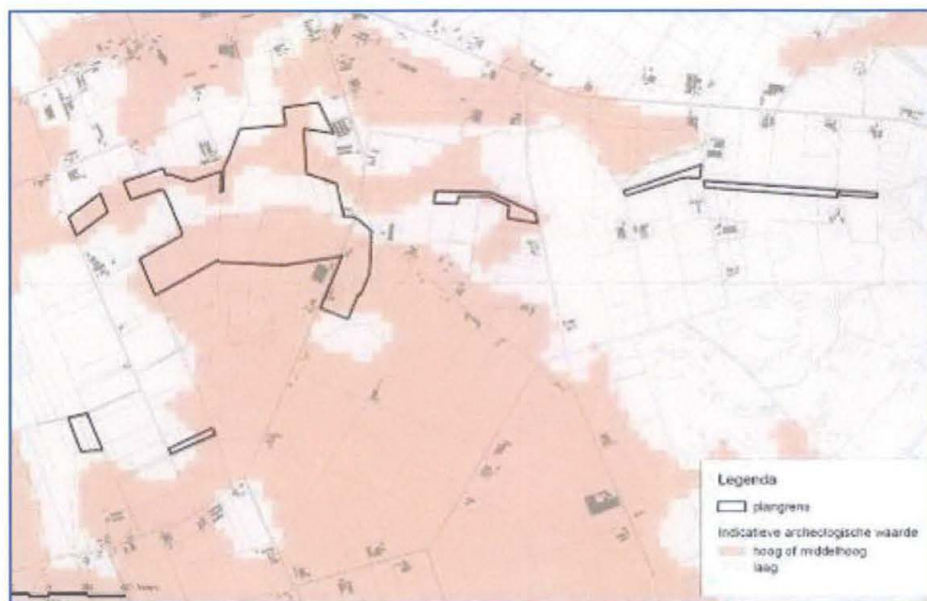 Legenda
plangrens
Indicatieve archeologische waarde
hoog of middelhoog
laag